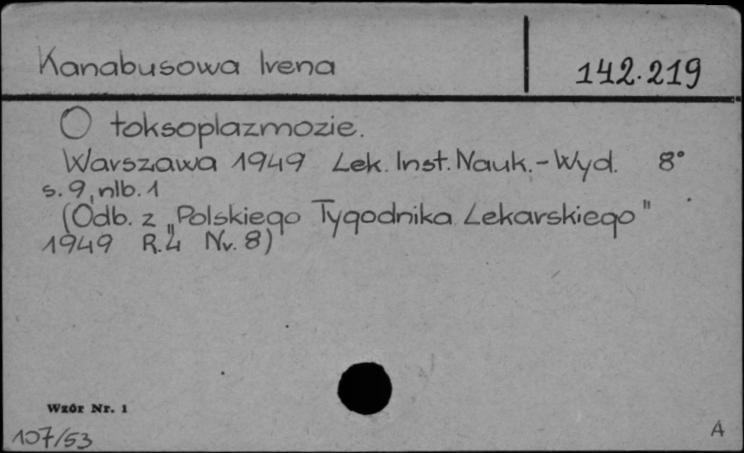 Kanabusowa Irena
142.219
O toksoplazmozie.
Warszawa 1949 Lek. Inst. Nauk.-Wyd. 8°
s. 9, nlb. 1
(Odb. z „Polskiego Tygodnika Lekarskiego"
1949 R. 4 Nr. 8)
Wzór Nr. 1
107/53
A